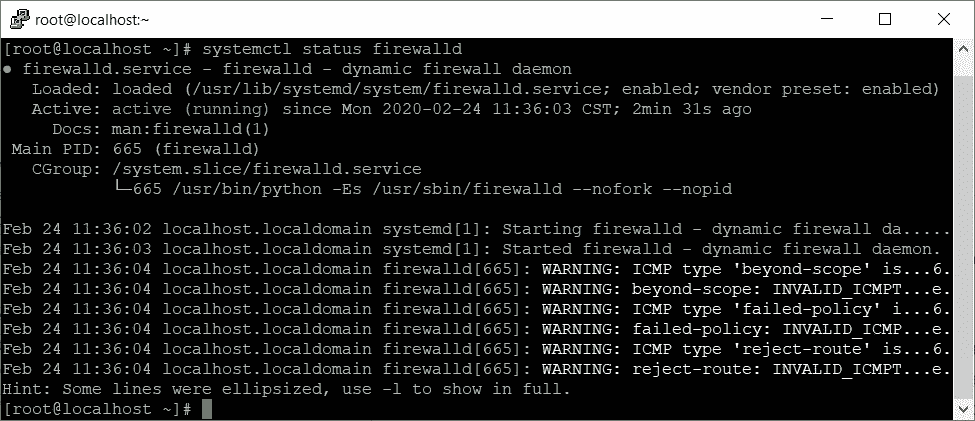 root@localhost:~
[root@localhost ~]# systemctl status firewalld
● firewalld.service - firewalld - dynamic firewall daemon
   Loaded: loaded (/usr/lib/systemd/system/firewalld.service; enabled; vendor preset: enabled)
   Active: active (running) since Mon 2020-02-24 11:36:03 CST; 2min 31s ago
     Docs: man:firewalld(1)
 Main PID: 665 (firewalld)
   CGroup: /system.slice/firewalld.service
           └─665 /usr/bin/python -Es /usr/sbin/firewalld --nofork --nopid

Feb 24 11:36:02 localhost.localdomain systemd[1]: Starting firewalld - dynamic firewall da.....
Feb 24 11:36:03 localhost.localdomain systemd[1]: Started firewalld - dynamic firewall daemon.
Feb 24 11:36:04 localhost.localdomain firewalld[665]: WARNING: ICMP type 'beyond-scope' is...6.
Feb 24 11:36:04 localhost.localdomain firewalld[665]: WARNING: beyond-scope: INVALID_ICMPT...e.
Feb 24 11:36:04 localhost.localdomain firewalld[665]: WARNING: ICMP type 'failed-policy' i...6.
Feb 24 11:36:04 localhost.localdomain firewalld[665]: WARNING: failed-policy: INVALID_ICMP...e.
Feb 24 11:36:04 localhost.localdomain firewalld[665]: WARNING: ICMP type 'reject-route' is...6.
Feb 24 11:36:04 localhost.localdomain firewalld[665]: WARNING: reject-route: INVALID_ICMPT...e.
Hint: Some lines were ellipsized, use -l to show in full.
[root@localhost ~]#